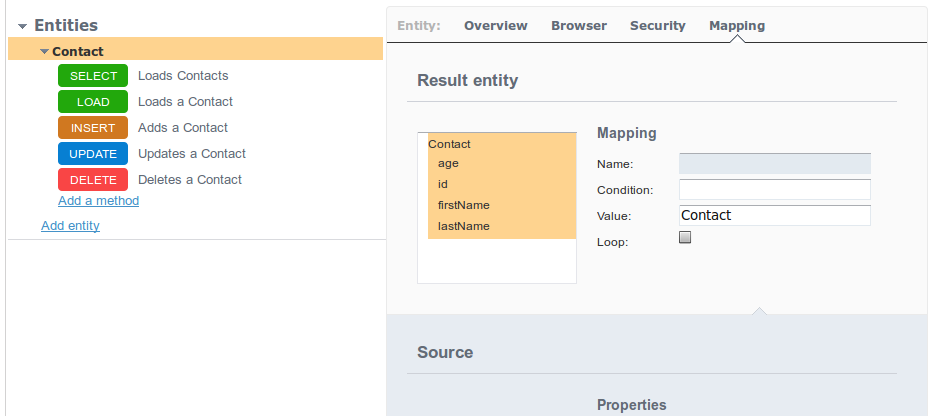 Entities
Contact
SELECT Loads Contacts
LOAD Loads a Contact
INSERT Adds a Contact
UPDATE Updates a Contact
DELETE Deletes a Contact
Add a method
Add entity
Entity: Overview Browser Security Mapping
Result entity
Contact
age
id
firstName
lastName
Mapping
Name:
Condition:
Value: Contact
Loop:
Source
Properties